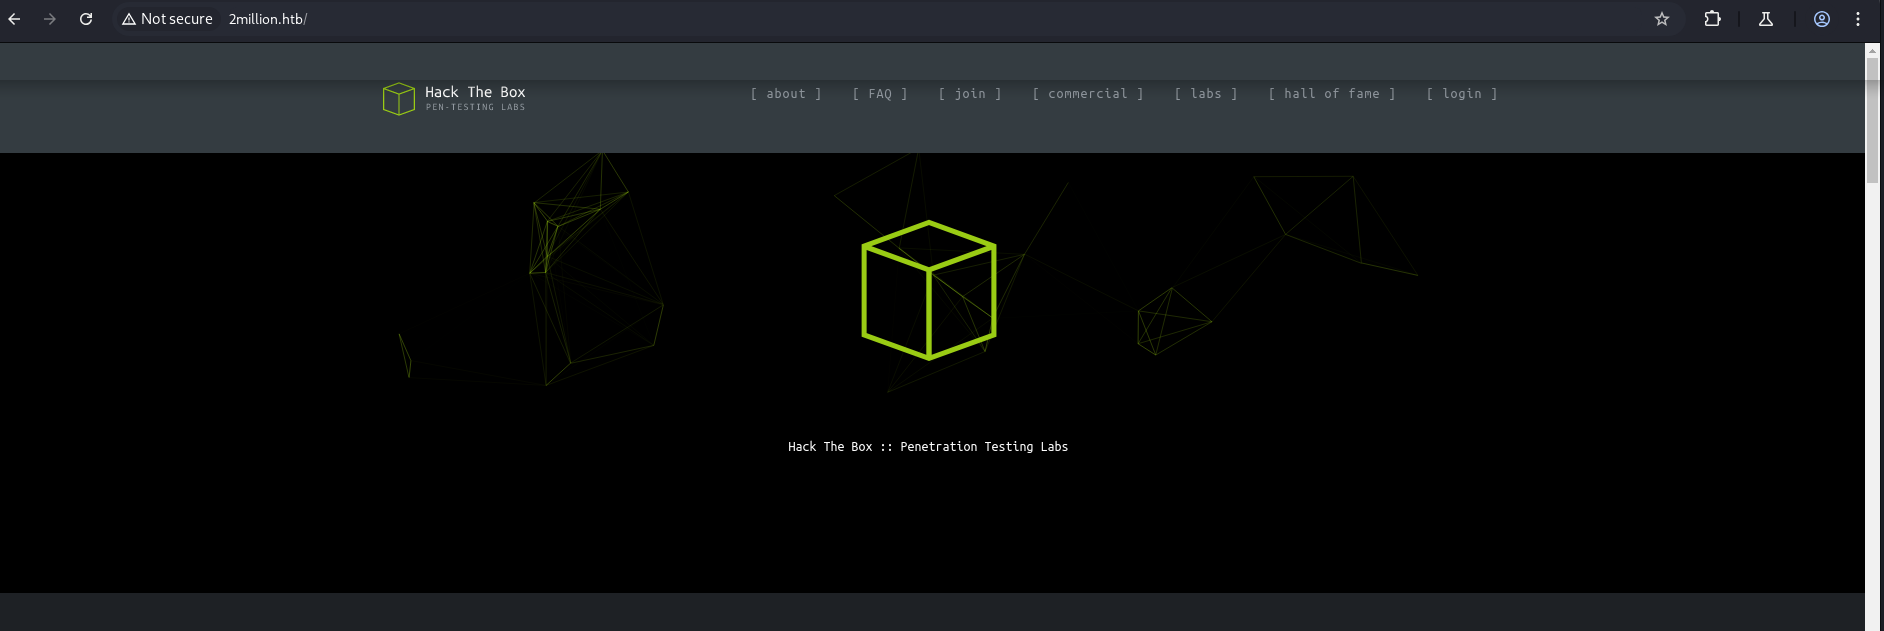 Not secure 2million.htb/
Hack The Box
PEN-TESTING LABS
[ about ] [ FAQ ] [ join ] [ commercial ] [ labs ] [ hall of fame ] [ login ]
Hack The Box :: Penetration Testing Labs